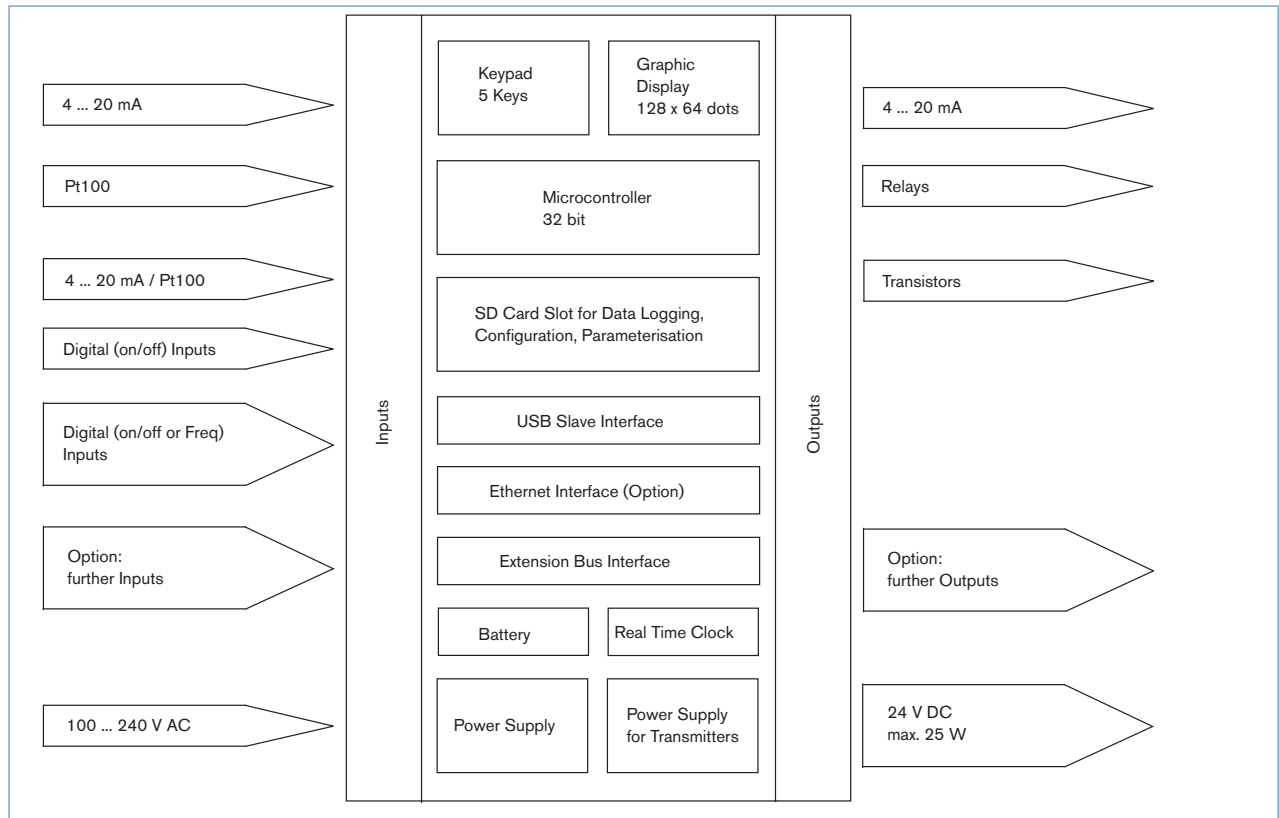 4 ... 20 mA
Pt100
4 ... 20 mA / Pt100
Digital (on/off) Inputs
Digital (on/off or Freq)
Inputs
Option:
further Inputs
100 ... 240 V AC
Inputs
Keypad
5 Keys
Graphic
Display
128 x 64 dots
Microcontroller
32 bit
SD Card Slot for Data Logging,
Configuration, Parameterisation
USB Slave Interface
Ethernet Interface (Option)
Extension Bus Interface
Battery
Real Time Clock
Power Supply
Power Supply
for Transmitters
Outputs
4 ... 20 mA
Relays
Transistors
Option:
further Outputs
24 V DC
max. 25 W